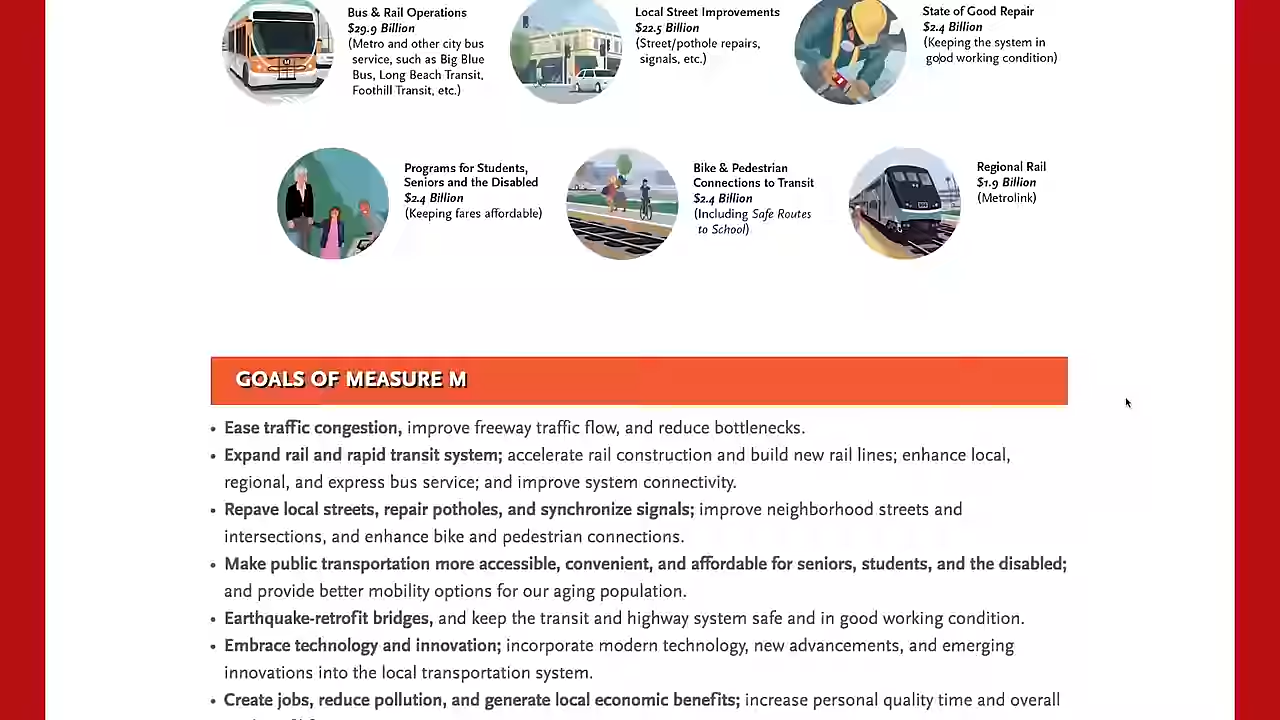 Bus & Rail Operations
$29.9 Billion
(Metro and other city bus
service, such as Big Blue
Bus, Long Beach Transit,
Foothill Transit, etc.)
Local Street Improvements
$22.5 Billion
(Street/pothole repairs,
signals, etc.)
State of Good Repair
$2.4 Billion
(Keeping the system in
good working condition)
Programs for Students,
Seniors and the Disabled
$2.4 Billion
(Keeping fares affordable)
Bike & Pedestrian
Connections to Transit
$2.4 Billion
(Including Safe Routes
to School)
Regional Rail
$1.9 Billion
(Metrolink)
GOALS OF MEASURE M
• Ease traffic congestion, improve freeway traffic flow, and reduce bottlenecks.
• Expand rail and rapid transit system; accelerate rail construction and build new rail lines; enhance local,
regional, and express bus service; and improve system connectivity.
• Repave local streets, repair potholes, and synchronize signals; improve neighborhood streets and
intersections, and enhance bike and pedestrian connections.
• Make public transportation more accessible, convenient, and affordable for seniors, students, and the disabled;
and provide better mobility options for our aging population.
• Earthquake-retrofit bridges, and keep the transit and highway system safe and in good working condition.
• Embrace technology and innovation; incorporate modern technology, new advancements, and emerging
innovations into the local transportation system.
• Create jobs, reduce pollution, and generate local economic benefits; increase personal quality time and overall